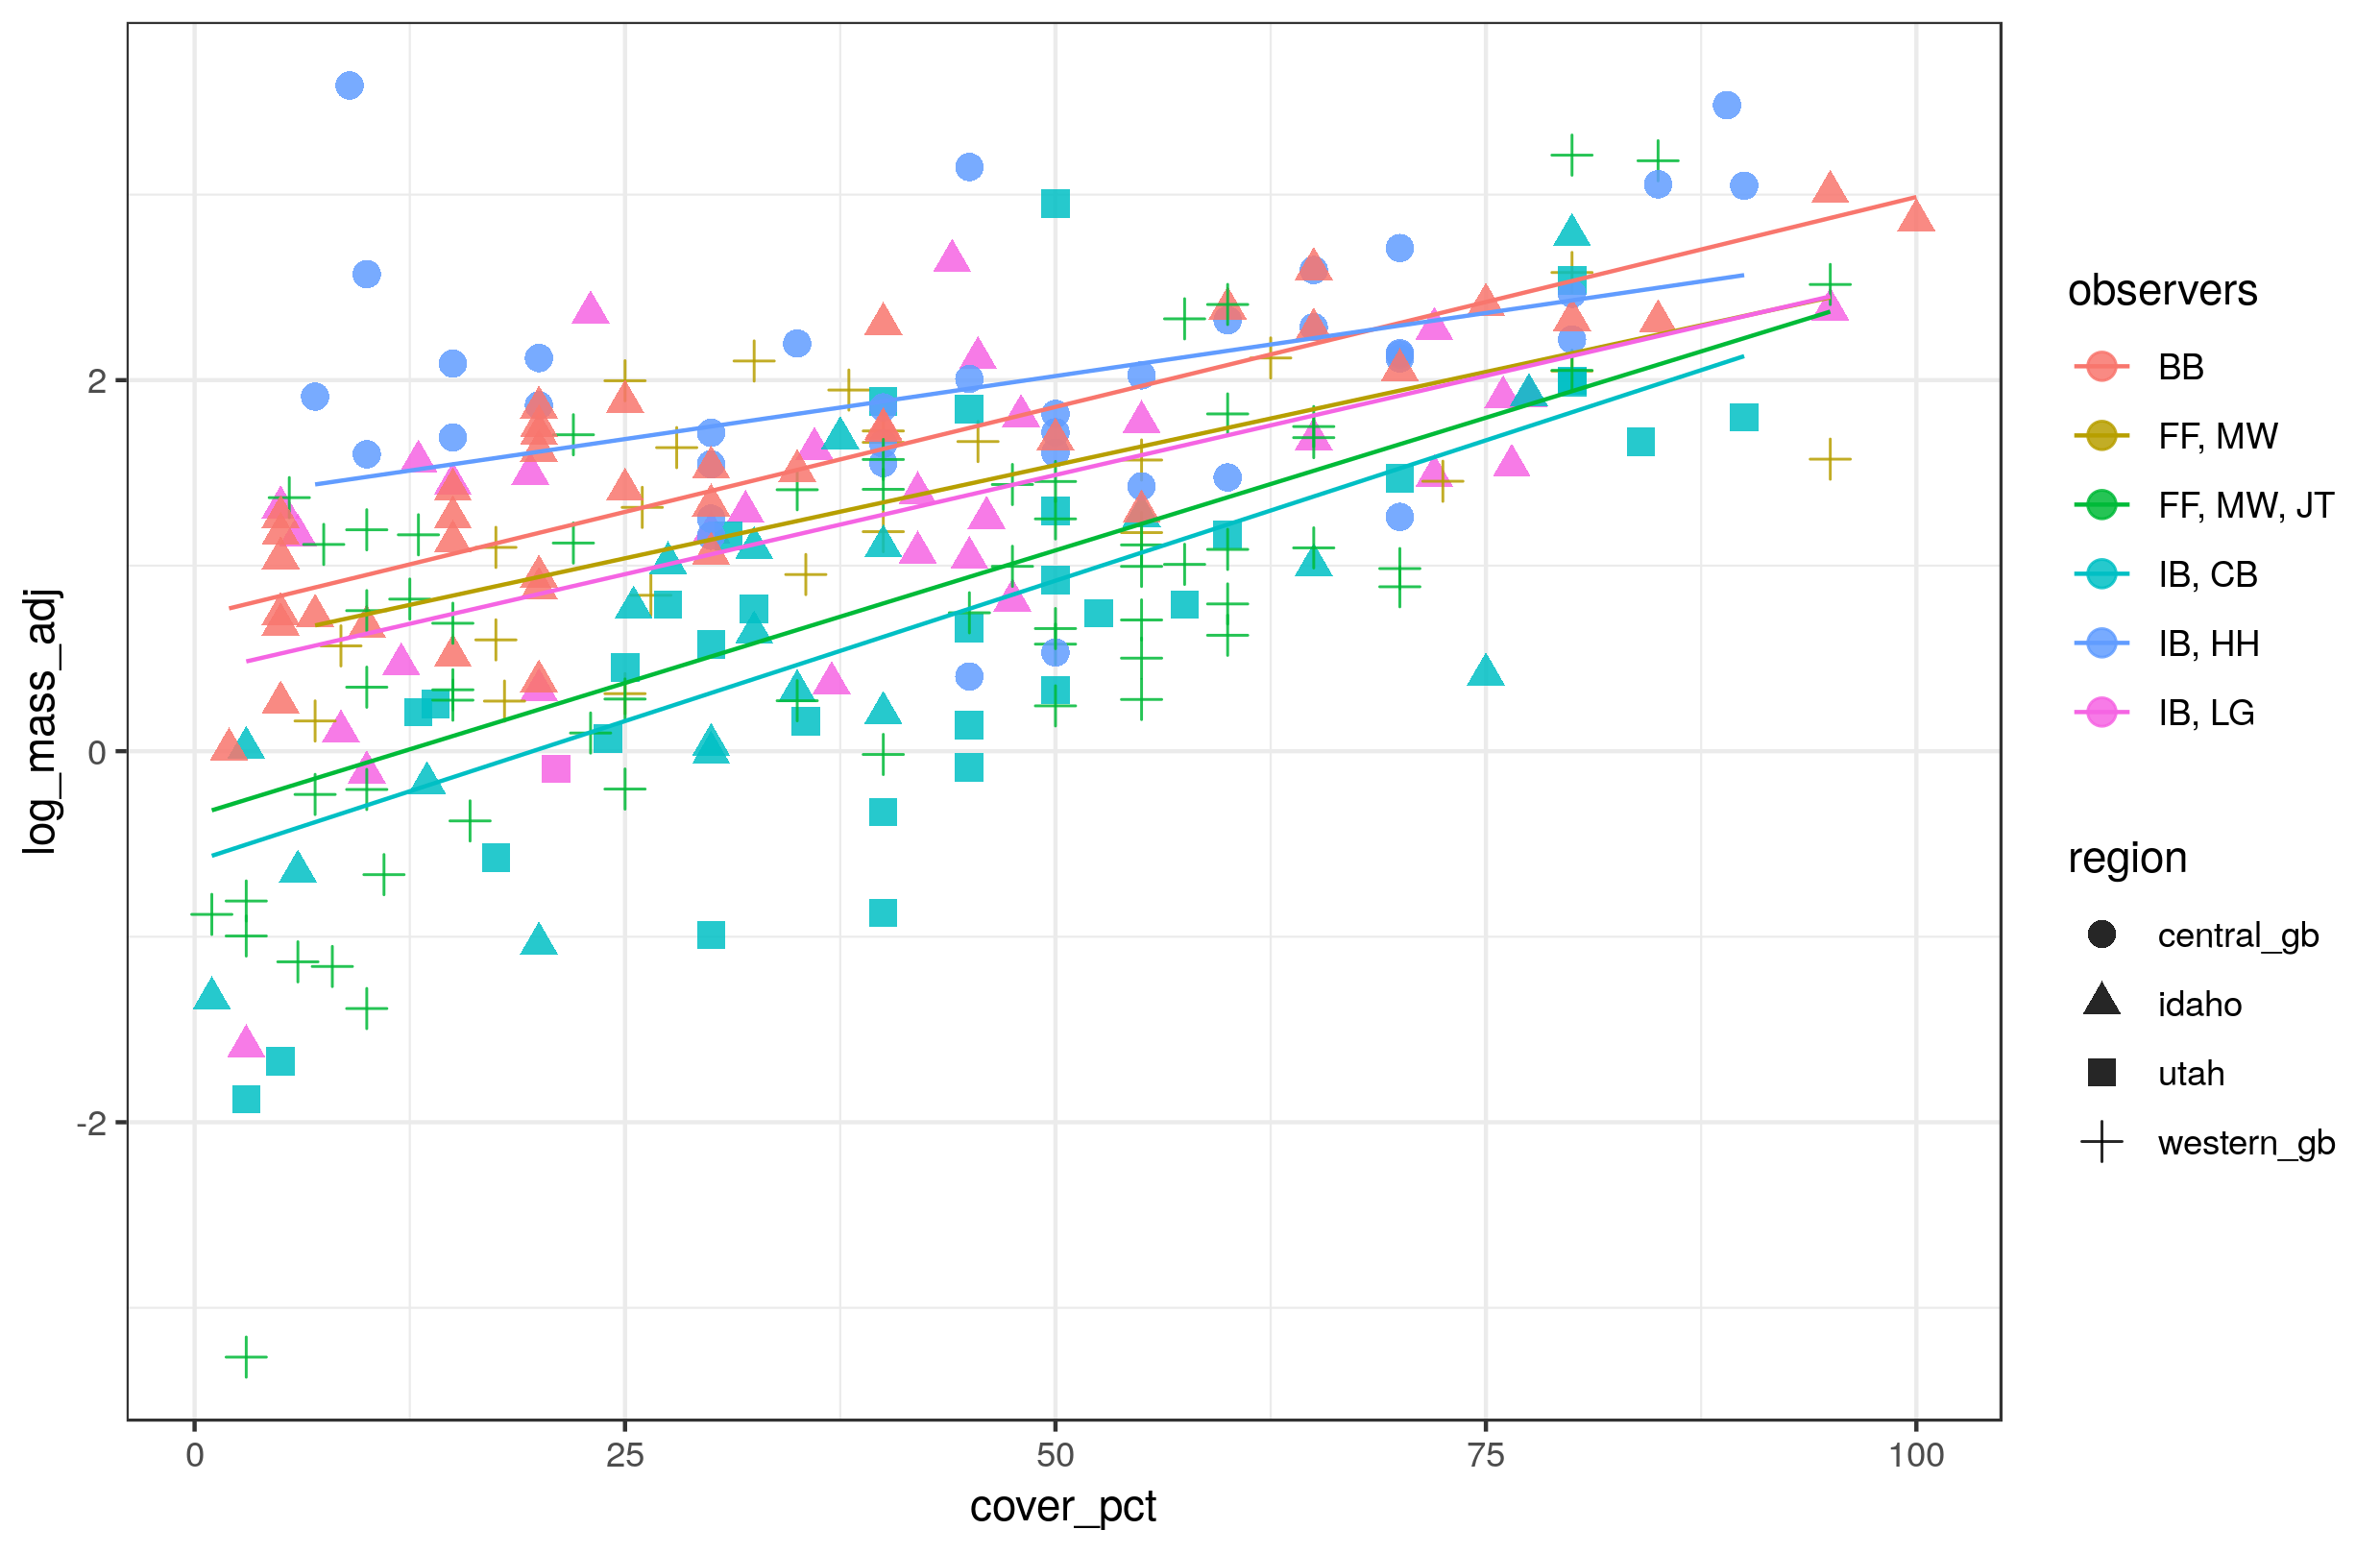 log_mass_adj
2
0
-2
0
25
50
75
100
cover_pct
observers
BB
FF, MW
FF, MW, JT
IB, CB
IB, HH
IB, LG
region
central_gb
idaho
utah
western_gb